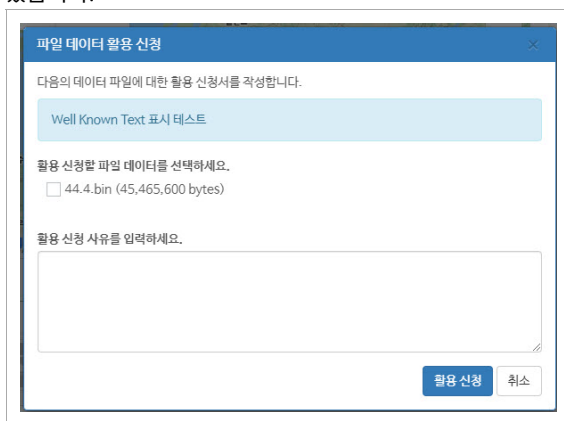 파일 데이터 활용 신청 ×
다음의 데이터 파일에 대한 활용 신청서를 작성합니다.
Well Known Text 표시 테스트
활용 신청할 파일 데이터를 선택하세요.
44.4.bin (45,465,600 bytes)
활용 신청 사유를 입력하세요.
활용 신청 취소